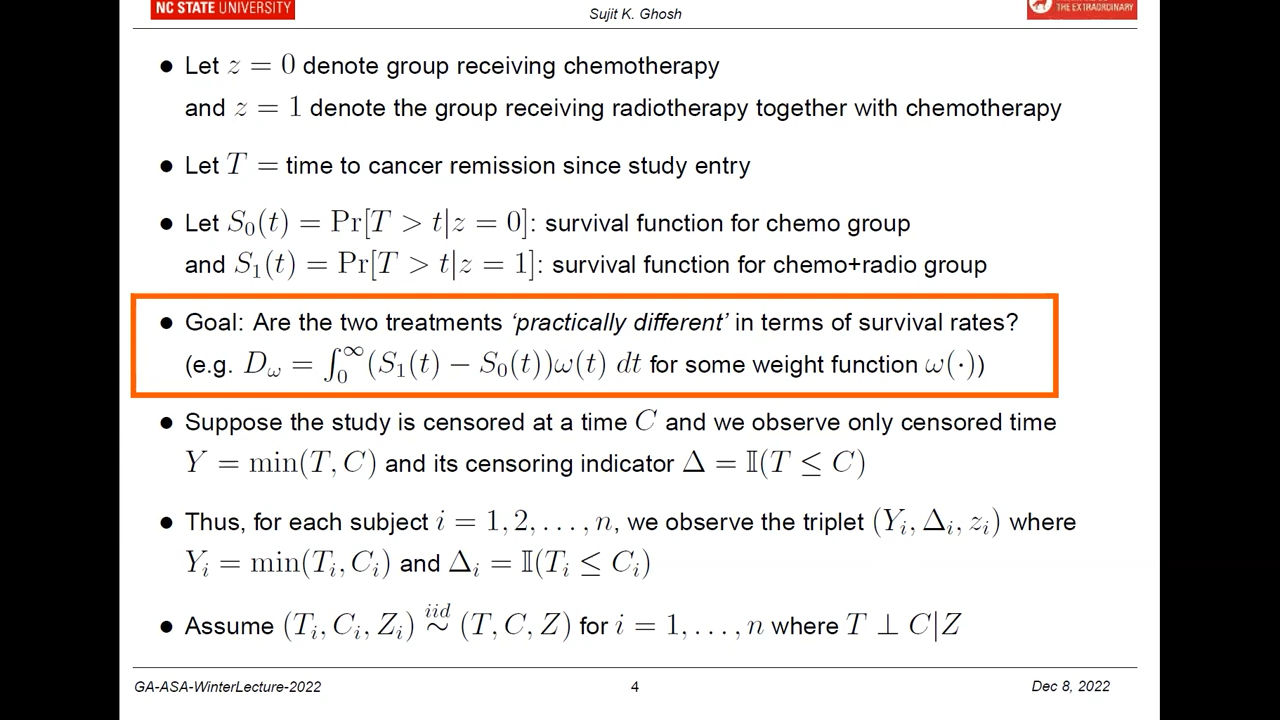 NC STATE UNIVERSITY
Sujit K. Ghosh
THE EXTRAORDINARY
● Let z = 0 denote group receiving chemotherapy
and z = 1 denote the group receiving radiotherapy together with chemotherapy
● Let T = time to cancer remission since study entry
● Let S₀(t) = Pr[T > t|z = 0]: survival function for chemo group
and S₁(t) = Pr[T > t|z = 1]: survival function for chemo+radio group
● Goal: Are the two treatments ‘practically different’ in terms of survival rates?
(e.g. D_ω = ∫₀^∞ (S₁(t) − S₀(t))ω(t) dt for some weight function ω(·))
● Suppose the study is censored at a time C and we observe only censored time
Y = min(T, C) and its censoring indicator Δ = 𝕀(T ≤ C)
● Thus, for each subject i = 1, 2, . . . , n, we observe the triplet (Yᵢ, Δᵢ, zᵢ) where
Yᵢ = min(Tᵢ, Cᵢ) and Δᵢ = 𝕀(Tᵢ ≤ Cᵢ)
● Assume (Tᵢ, Cᵢ, Zᵢ) iid ∼ (T, C, Z) for i = 1, . . . , n where T ⊥ C|Z
GA-ASA-WinterLecture-2022
4
Dec 8, 2022